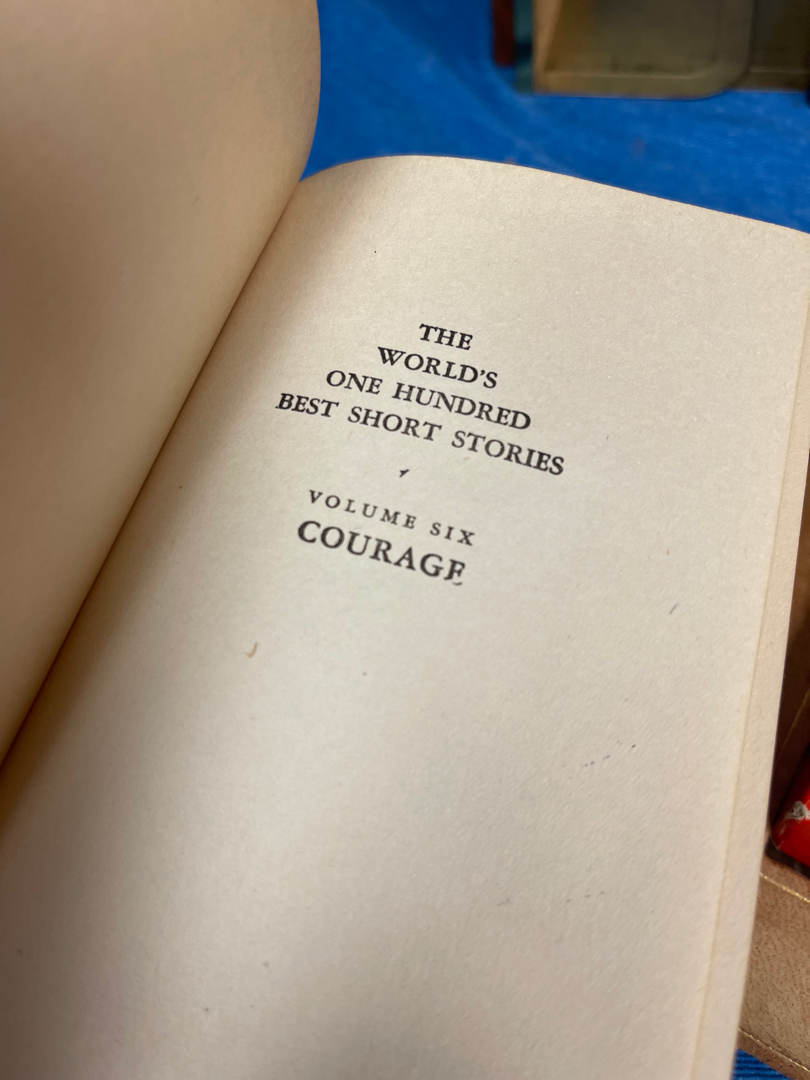 THE
WORLD'S
ONE HUNDRED
BEST SHORT STORIES
VOLUME SIX
COURAGE